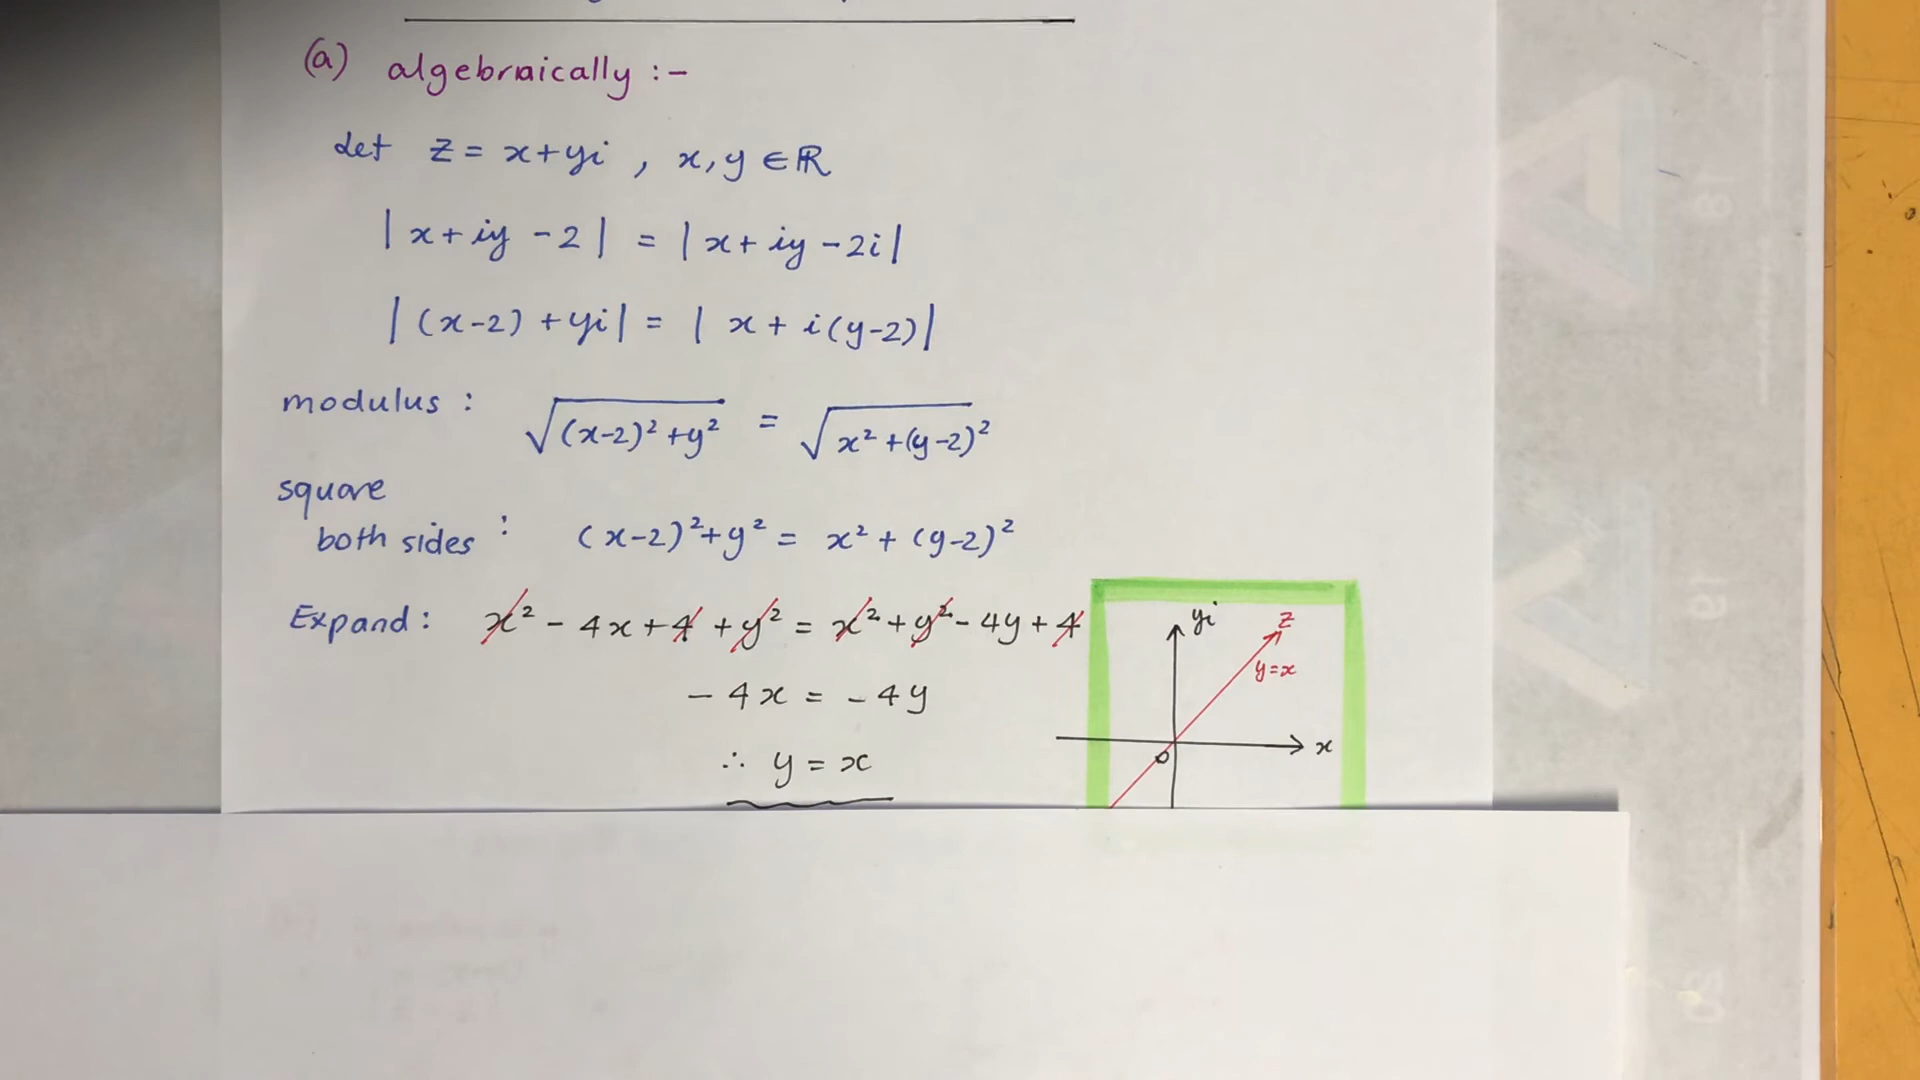 (a) algebraically :-
Let z = x+yi , x,y ∈ ℝ
|x+iy -2| = |x+iy -2i|
|(x-2) +yi| = | x + i(y-2)|
modulus : √(x-2)² +y² = √x² +(y-2)²
square
both sides : (x-2)²+y² = x² + (y-2)²
Expand : x² - 4x + 4 + y² = x² + y² - 4y + 4
- 4x = - 4y
∴ y = x
yi
z
y=x
x
O